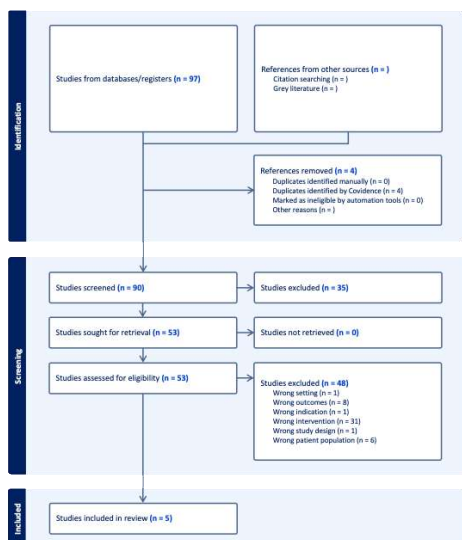 Identification
Studies from databases/registers (n = 97)
References from other sources (n = )
Citation searching (n = )
Grey literature (n = )
References removed (n = 4)
Duplicates identified manually (n = 0)
Duplicates identified by Covidence (n = 4)
Marked as ineligible by automation tools (n = 0)
Other reasons (n = )
Screening
Studies screened (n = 90)
Studies excluded (n = 35)
Studies sought for retrieval (n = 53)
Studies not retrieved (n = 0)
Studies assessed for eligibility (n = 53)
Studies excluded (n = 48)
Wrong setting (n = 1)
Wrong outcomes (n = 8)
Wrong indication (n = 1)
Wrong intervention (n = 31)
Wrong study design (n = 1)
Wrong patient population (n = 6)
Included
Studies included in review (n = 5)